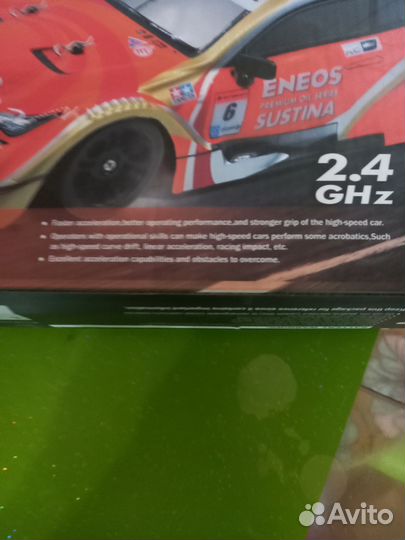 ENEOS
PREMIUM OIL SERIES
SUSTINA
6
2.4
GHz
Faster acceleration,better operating performance,and stronger grip of the high-speed car.
Operators with operational skills can make high-speed cars perform some acrobatics,Such
as high-speed curve drift, linear acceleration, racing impact, etc.
Excellent acceleration capabilities and obstacles to overcome.
Avito